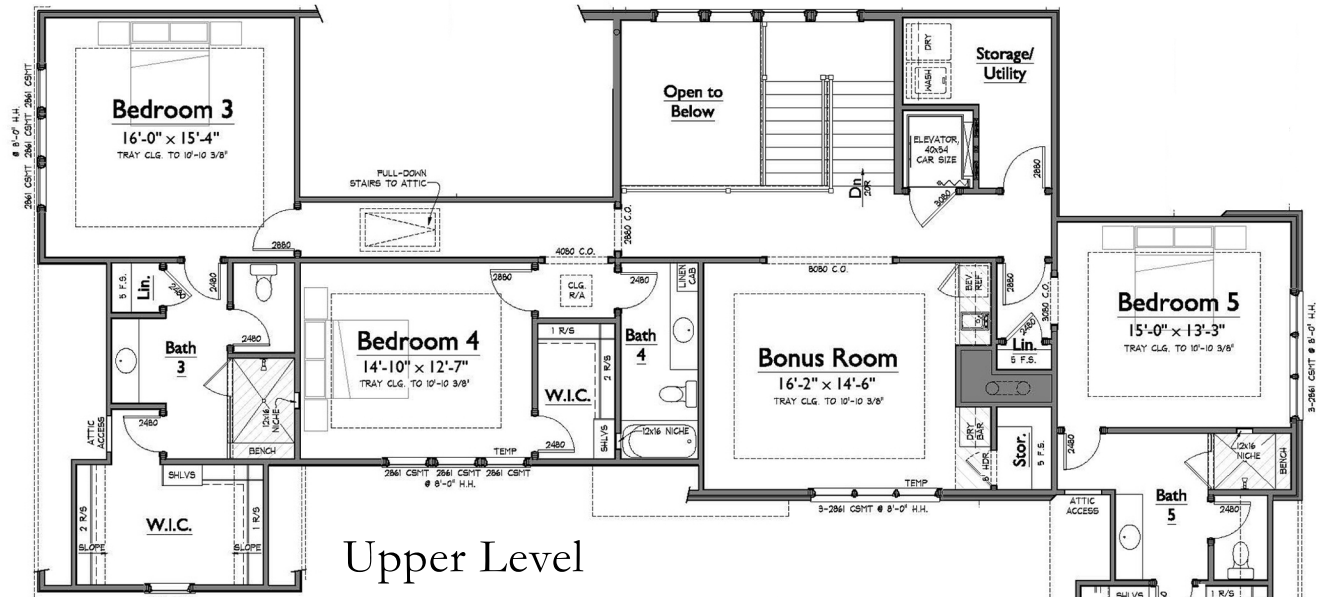 Bedroom 3
16'-0" x 15'-4"
TRAY CLG. TO 10'-10 3/8"
2861 CSMT 2861 CSMT 2861 CSMT
@ 8'-0" H.H.
PULL-DOWN
STAIRS TO ATTIC
2880
Open to
Below
Dn
20R
DRY
WASH
Storage/
Utility
ELEVATOR,
40x54
CAR SIZE
3080
2880
2880 C.O.
4080 C.O.
8080 C.O.
5 F.S.
Lin.
2480
2480
2480
Bath
3
12x16
NICHE
BENCH
2480
ATTIC
ACCESS
SHLVS
2 R/S
1 R/S
W.I.C.
SLOPE
SLOPE
Bedroom 4
14'-10" x 12'-7"
TRAY CLG. TO 10'-10 3/8"
2880
CLG.
R/A
2480
LINEN
CAB
Bath
4
1 R/S
2 R/S
W.I.C.
SHLVS
2480
12x16 NICHE
TEMP
2861 CSMT 2861 CSMT 2861 CSMT
@ 8'-0" H.H.
Bonus Room
16'-2" x 14'-6"
TRAY CLG. TO 10'-10 3/8"
BEV.
REF.
DRY
BAR
8' HDR
TEMP
3-2861 CSMT @ 8'-0" H.H.
2880
3080 C.O.
2480
Lin.
5 F.S.
Stor.
5 F.S.
Bedroom 5
15'-0" x 13'-3"
TRAY CLG. TO 10'-10 3/8"
3-2861 CSMT @ 8'-0" H.H.
2480
12x16
NICHE
BENCH
ATTIC
ACCESS
Bath
5
2480
SHLVS
1 R/S
Upper Level